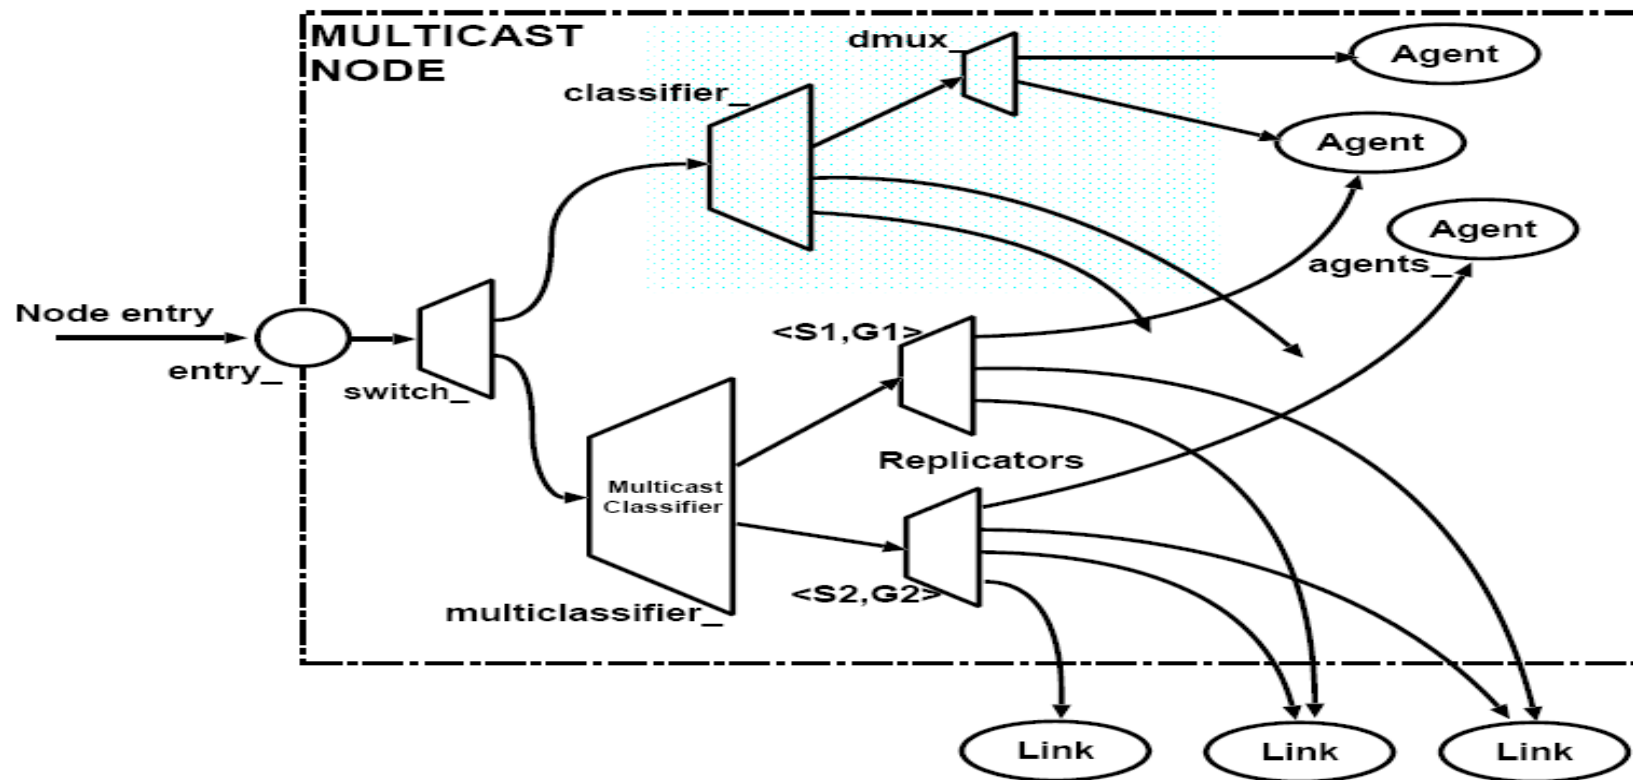 MULTICAST
NODE
dmux_
Agent
classifier_
Agent
Agent
agents_
Node entry
<S1,G1>
entry_
switch_
Replicators
Multicast
Classifier
<S2,G2>
multiclassifier_
Link
Link
Link